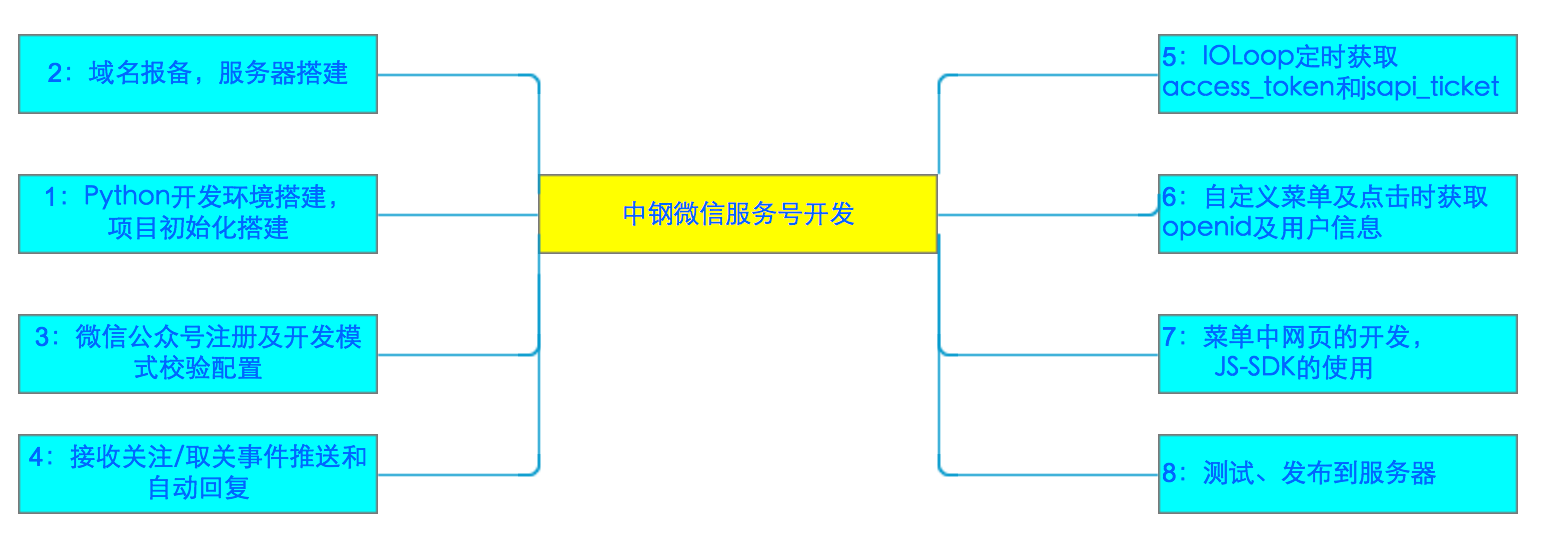 2：域名报备，服务器搭建
1：Python开发环境搭建，
项目初始化搭建
3：微信公众号注册及开发模
式校验配置
4：接收关注/取关事件推送和
自动回复
中钢微信服务号开发
5：IOLoop定时获取
access_token和jsapi_ticket
6：自定义菜单及点击时获取
openid及用户信息
7：菜单中网页的开发，
JS-SDK的使用
8：测试、发布到服务器